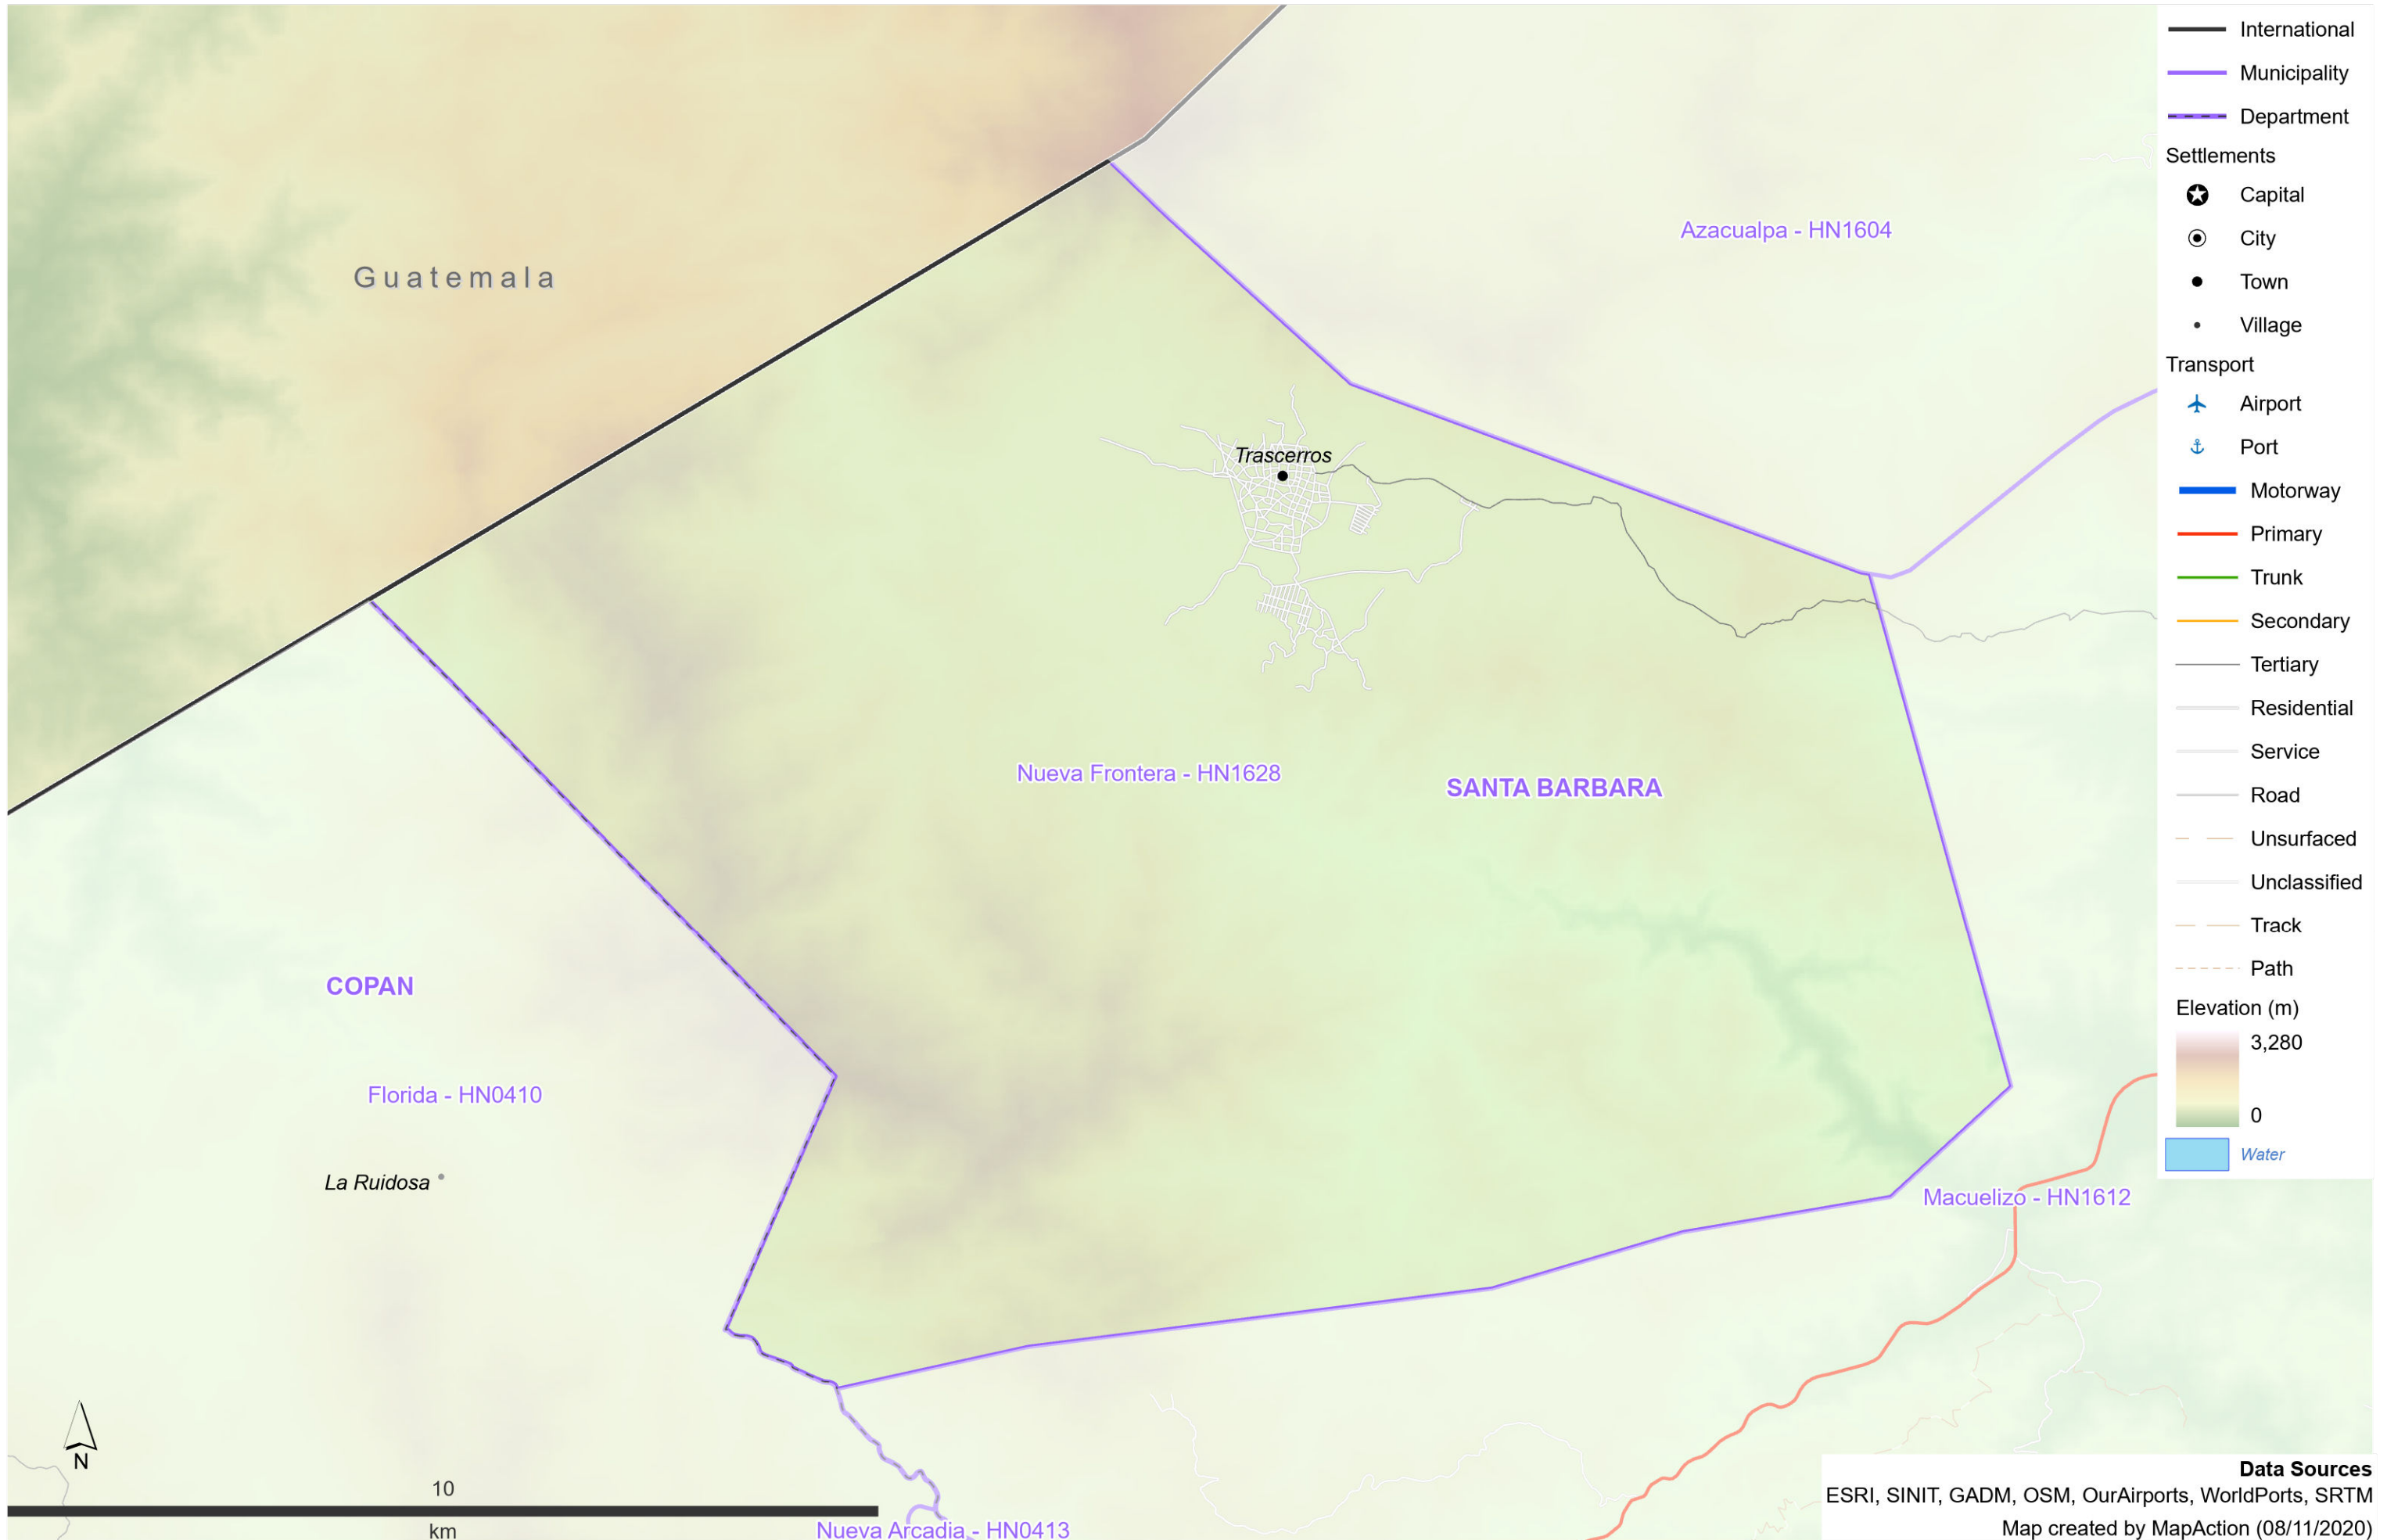 International
Municipality
Department
Settlements
Capital
City
Town
Village
Transport
Airport
Port
Motorway
Primary
Trunk
Secondary
Tertiary
Residential
Service
Road
Unsurfaced
Unclassified
Track
Path
Elevation (m)
3,280
0
Water
Azacualpa - HN1604
Guatemala
Trascerros
Nueva Frontera - HN1628
SANTA BARBARA
COPAN
Florida - HN0410
La Ruidosa
Macuelizo - HN1612
N
10
km
Nueva Arcadia - HN0413
Data Sources
ESRI, SINIT, GADM, OSM, OurAirports, WorldPorts, SRTM
Map created by MapAction (08/11/2020)